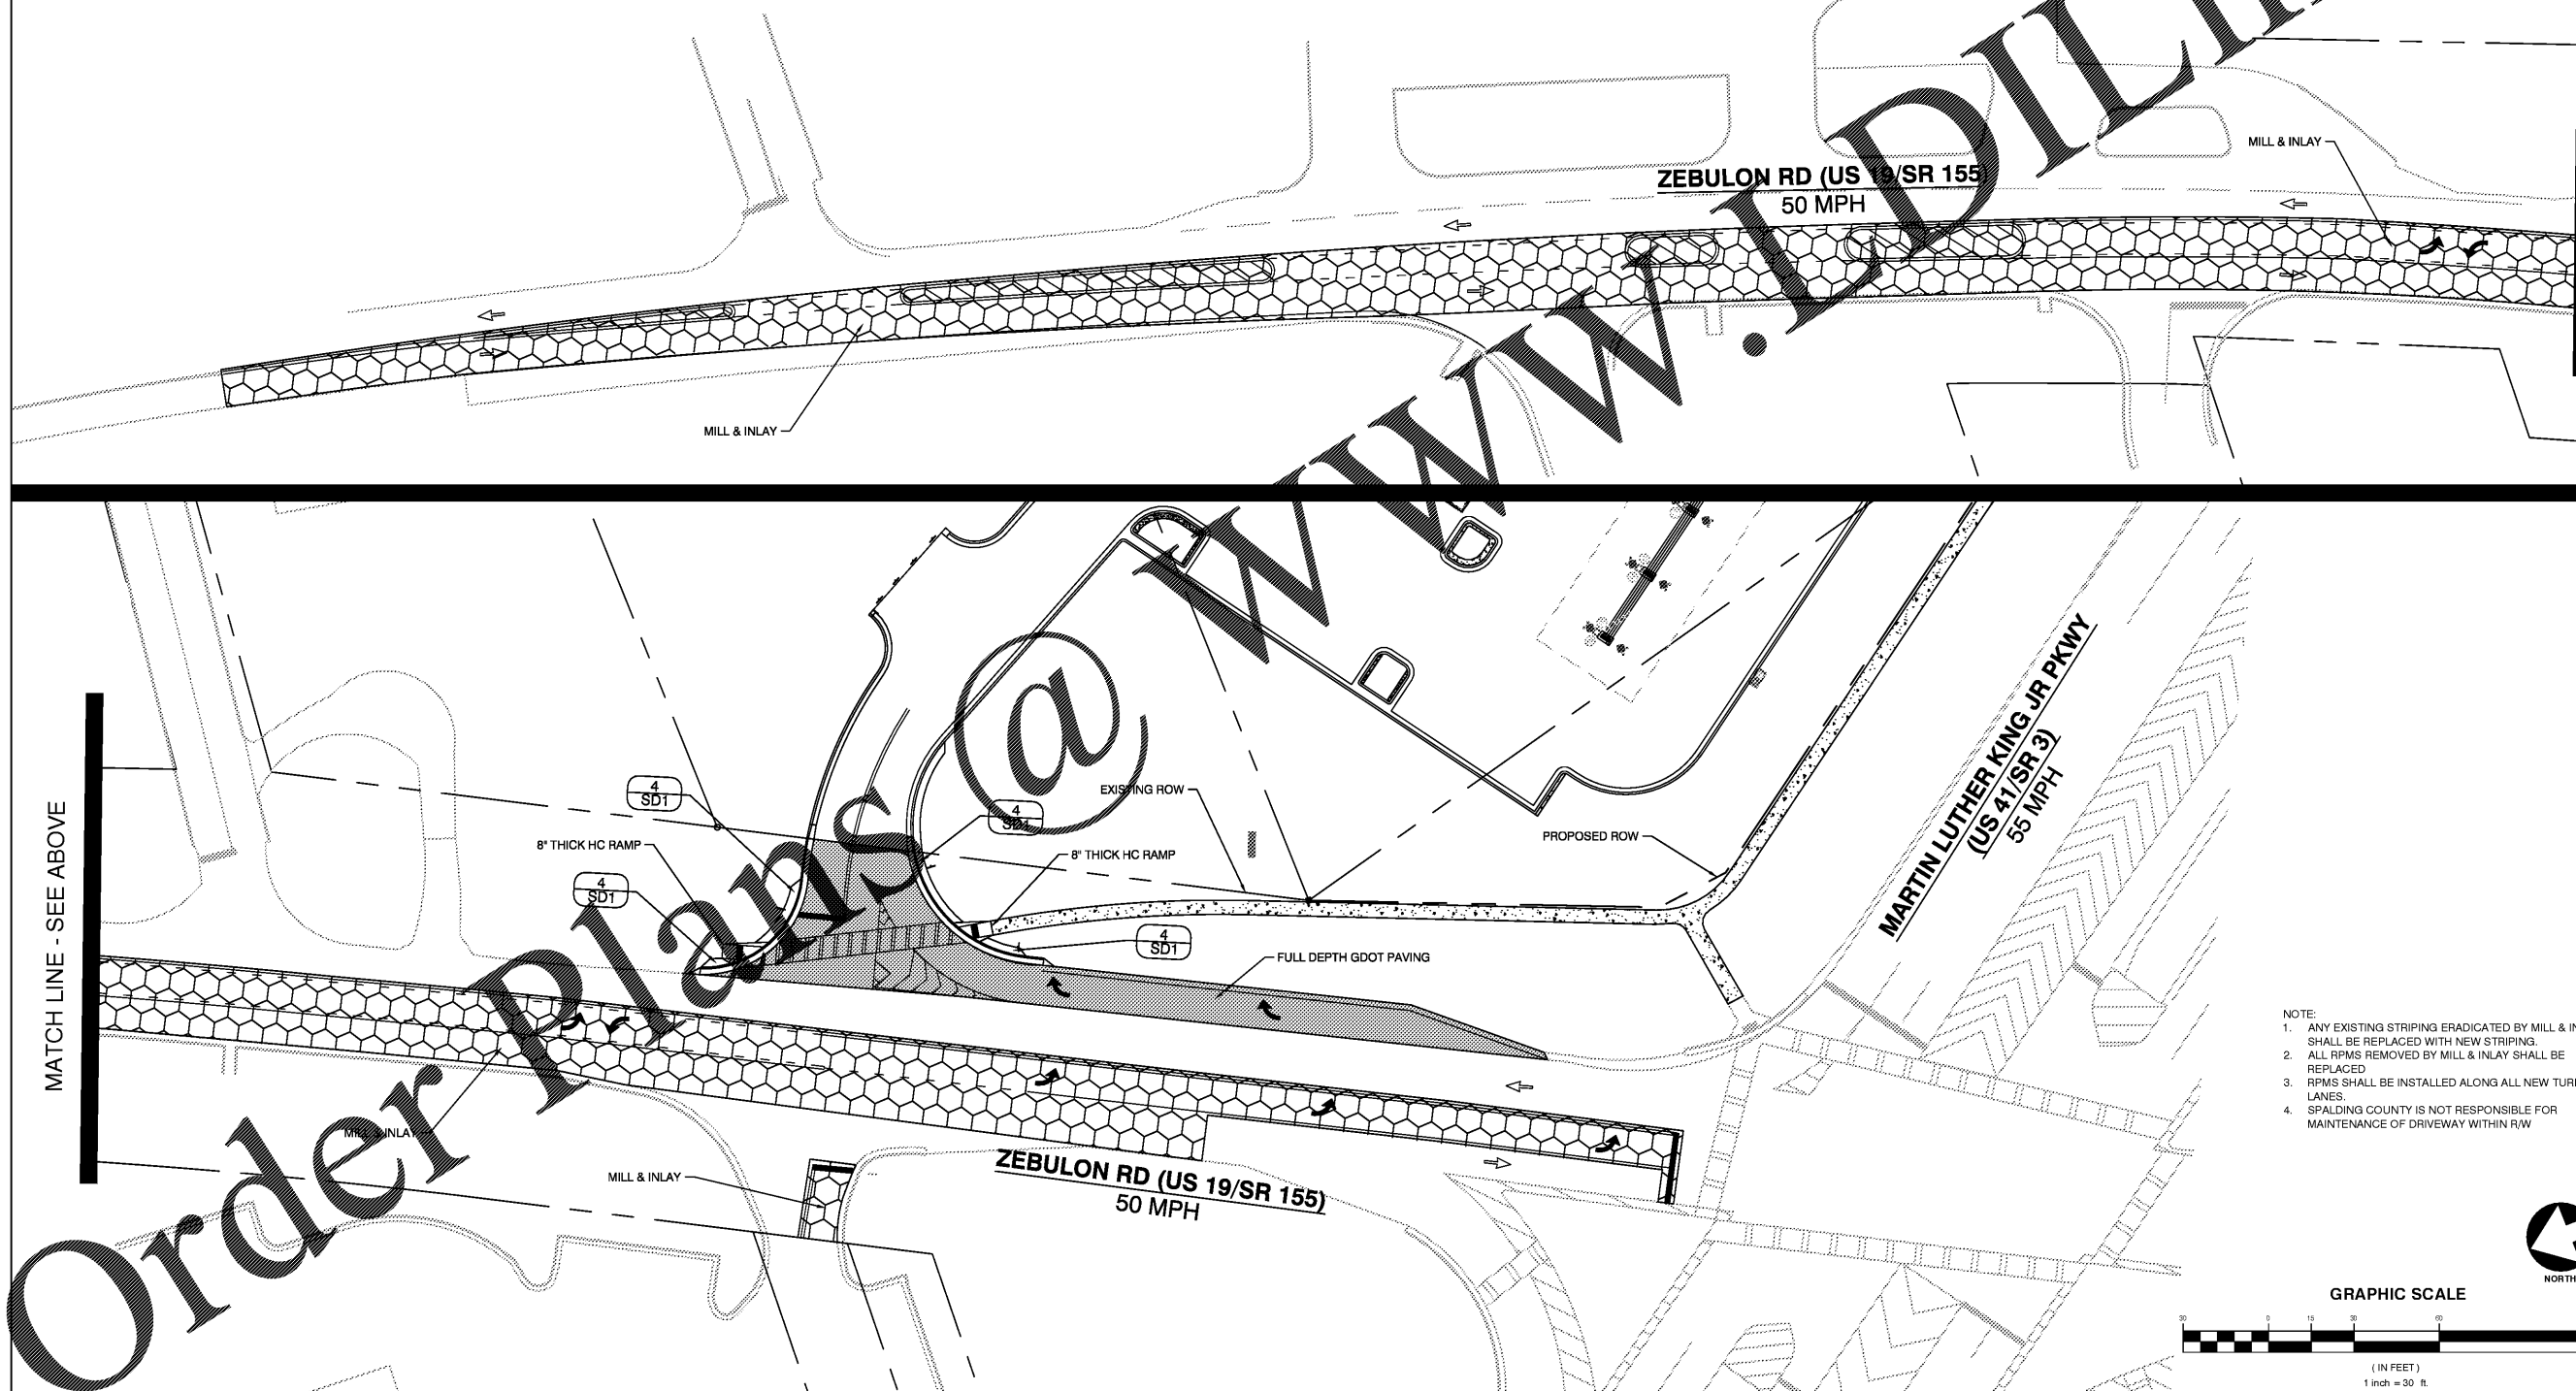 ZEBULON RD (US 19/SR 155)
50 MPH
MILL & INLAY
MILL & INLAY
MATCH LINE - SEE ABOVE
4
SD1
8" THICK HC RAMP
4
SD1
4
SD1
EXISTING ROW
8" THICK HC RAMP
4
SD1
PROPOSED ROW
FULL DEPTH GDOT PAVING
MARTIN LUTHER KING JR PKWY
(US 41/SR 3)
55 MPH
MILL & INLAY
MILL & INLAY
ZEBULON RD (US 19/SR 155)
50 MPH
NOTE:
1. ANY EXISTING STRIPING ERADICATED BY MILL &
SHALL BE REPLACED WITH NEW STRIPING.
2. ALL RPMS REMOVED BY MILL & INLAY SHALL BE
REPLACED
3. RPMS SHALL BE INSTALLED ALONG ALL NEW
LANES.
4. SPALDING COUNTY IS NOT RESPONSIBLE FOR
MAINTENANCE OF DRIVEWAY WITHIN R/W
NORTH
GRAPHIC SCALE
30 0 15 30 60
( IN FEET )
1 inch = 30 ft.
Order Plans @ www.LDILi